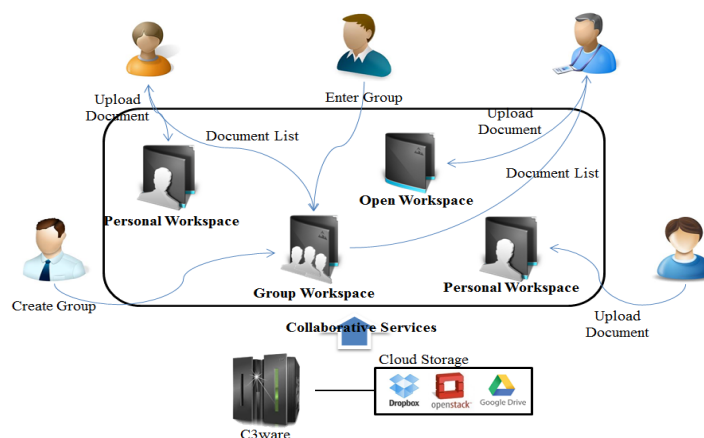 Upload
Document
Enter Group
Upload
Document
Document List
Document List
Personal Workspace
Open Workspace
Group Workspace
Personal Workspace
Create Group
Upload
Document
Collaborative Services
Cloud Storage
Dropbox
openstack
Google Drive
C3ware